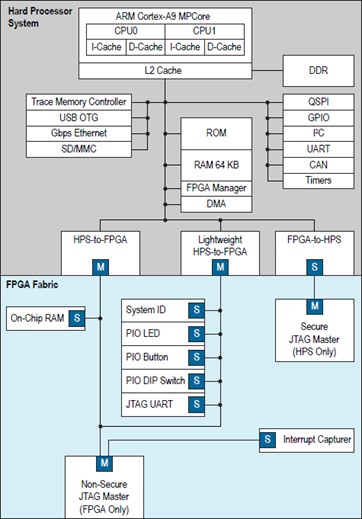 Hard Processor
System
ARM Cortex-A9 MPCore
CPU0 CPU1
I-Cache D-Cache I-Cache D-Cache
L2 Cache
DDR
Trace Memory Controller
USB OTG
Gbps Ethernet
SD/MMC
ROM
RAM 64 KB
FPGA Manager
DMA
QSPI
GPIO
I²C
UART
CAN
Timers
HPS-to-FPGA
M
Lightweight
HPS-to-FPGA
M
FPGA-to-HPS
S
FPGA Fabric
On-Chip RAM S
System ID S
PIO LED S
PIO Button S
PIO DIP Switch S
JTAG UART S
M
Secure
JTAG Master
(HPS Only)
S Interrupt Capturer
M
Non-Secure
JTAG Master
(FPGA Only)